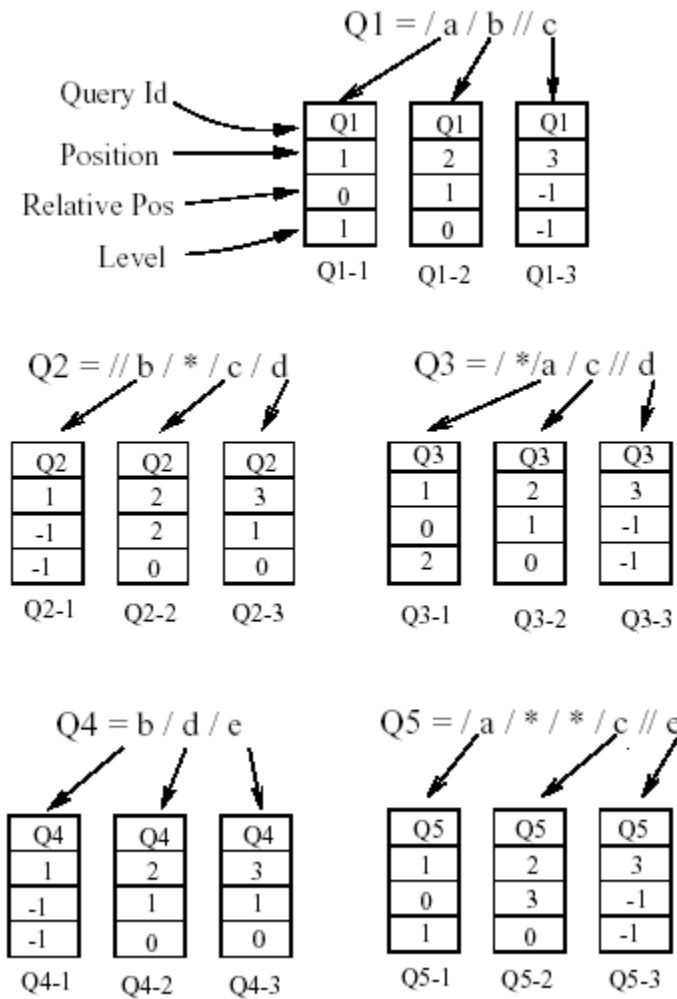 Q1 = / a / b // c
Query Id
Position
Relative Pos
Level
Q1 Q1 Q1
1 2 3
0 1 -1
1 0 -1
Q1-1 Q1-2 Q1-3
Q2 = // b / * / c / d
Q2 Q2 Q2
1 2 3
-1 2 1
-1 0 0
Q2-1 Q2-2 Q2-3
Q3 = / */a / c // d
Q3 Q3 Q3
1 2 3
0 1 -1
2 0 -1
Q3-1 Q3-2 Q3-3
Q4 = b / d / e
Q4 Q4 Q4
1 2 3
-1 1 1
-1 0 0
Q4-1 Q4-2 Q4-3
Q5 = / a / * / * / c // e
Q5 Q5 Q5
1 2 3
0 3 -1
1 0 -1
Q5-1 Q5-2 Q5-3